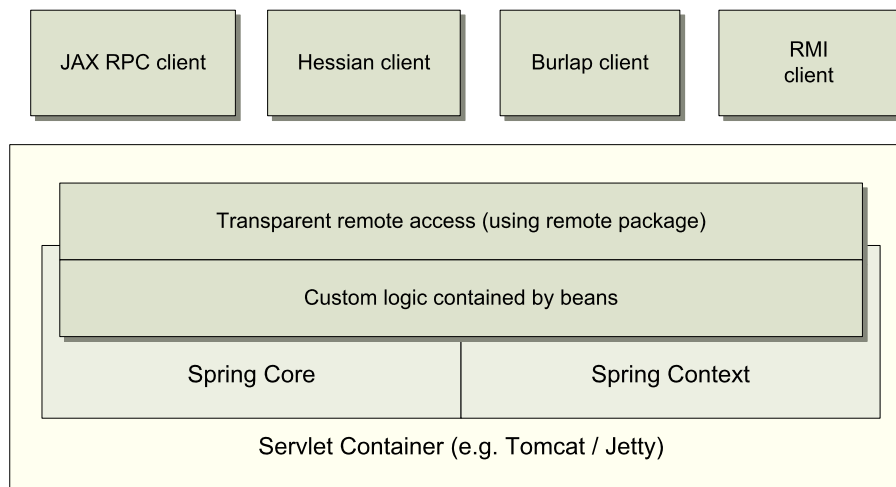 JAX RPC client
Hessian client
Burlap client
RMI
client
Transparent remote access (using remote package)
Custom logic contained by beans
Spring Core
Spring Context
Servlet Container (e.g. Tomcat / Jetty)